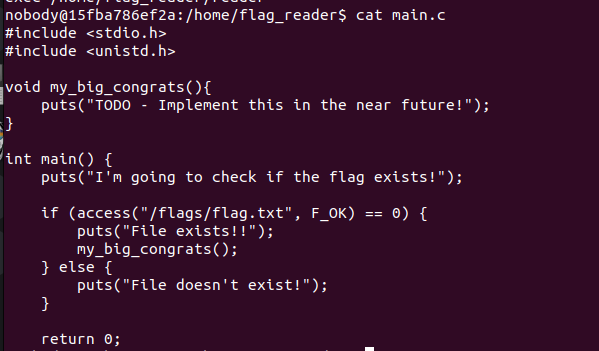 nobody@15fba786ef2a:/home/flag_reader$ cat main.c
#include <stdio.h>
#include <unistd.h>
void my_big_congrats(){
    puts("TODO - Implement this in the near future!");
}
int main() {
    puts("I'm going to check if the flag exists!");
    if (access("/flags/flag.txt", F_OK) == 0) {
        puts("File exists!!");
        my_big_congrats();
    } else {
        puts("File doesn't exist!");
    }
    return 0;